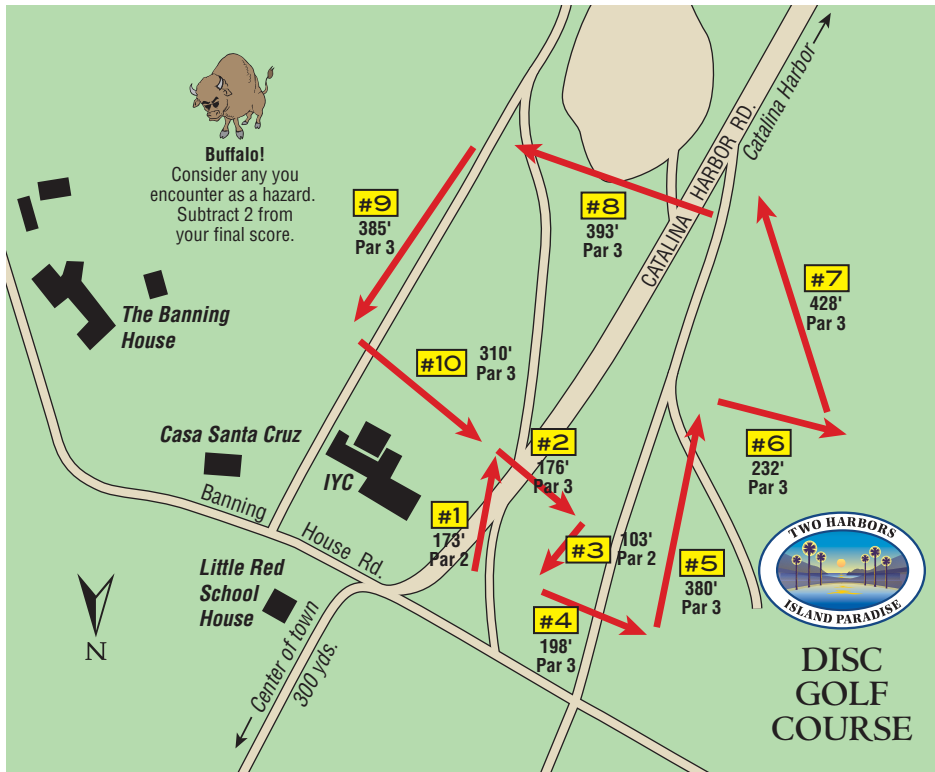 Buffalo!
Consider any you
encounter as a hazard.
Subtract 2 from
your final score.
Catalina Harbor
CATALINA HARBOR RD.
#9
385'
Par 3
#8
393'
Par 3
#7
428'
Par 3
The Banning
House
#10
310'
Par 3
Casa Santa Cruz
IYC
#2
176'
Par 3
#6
232'
Par 3
#1
173'
Par 2
Banning House Rd.
#3
103'
Par 2
#5
380'
Par 3
Little Red
School
House
#4
198'
Par 3
N
Center of town
300 yds.
TWO HARBORS
ISLAND PARADISE
DISC
GOLF
COURSE